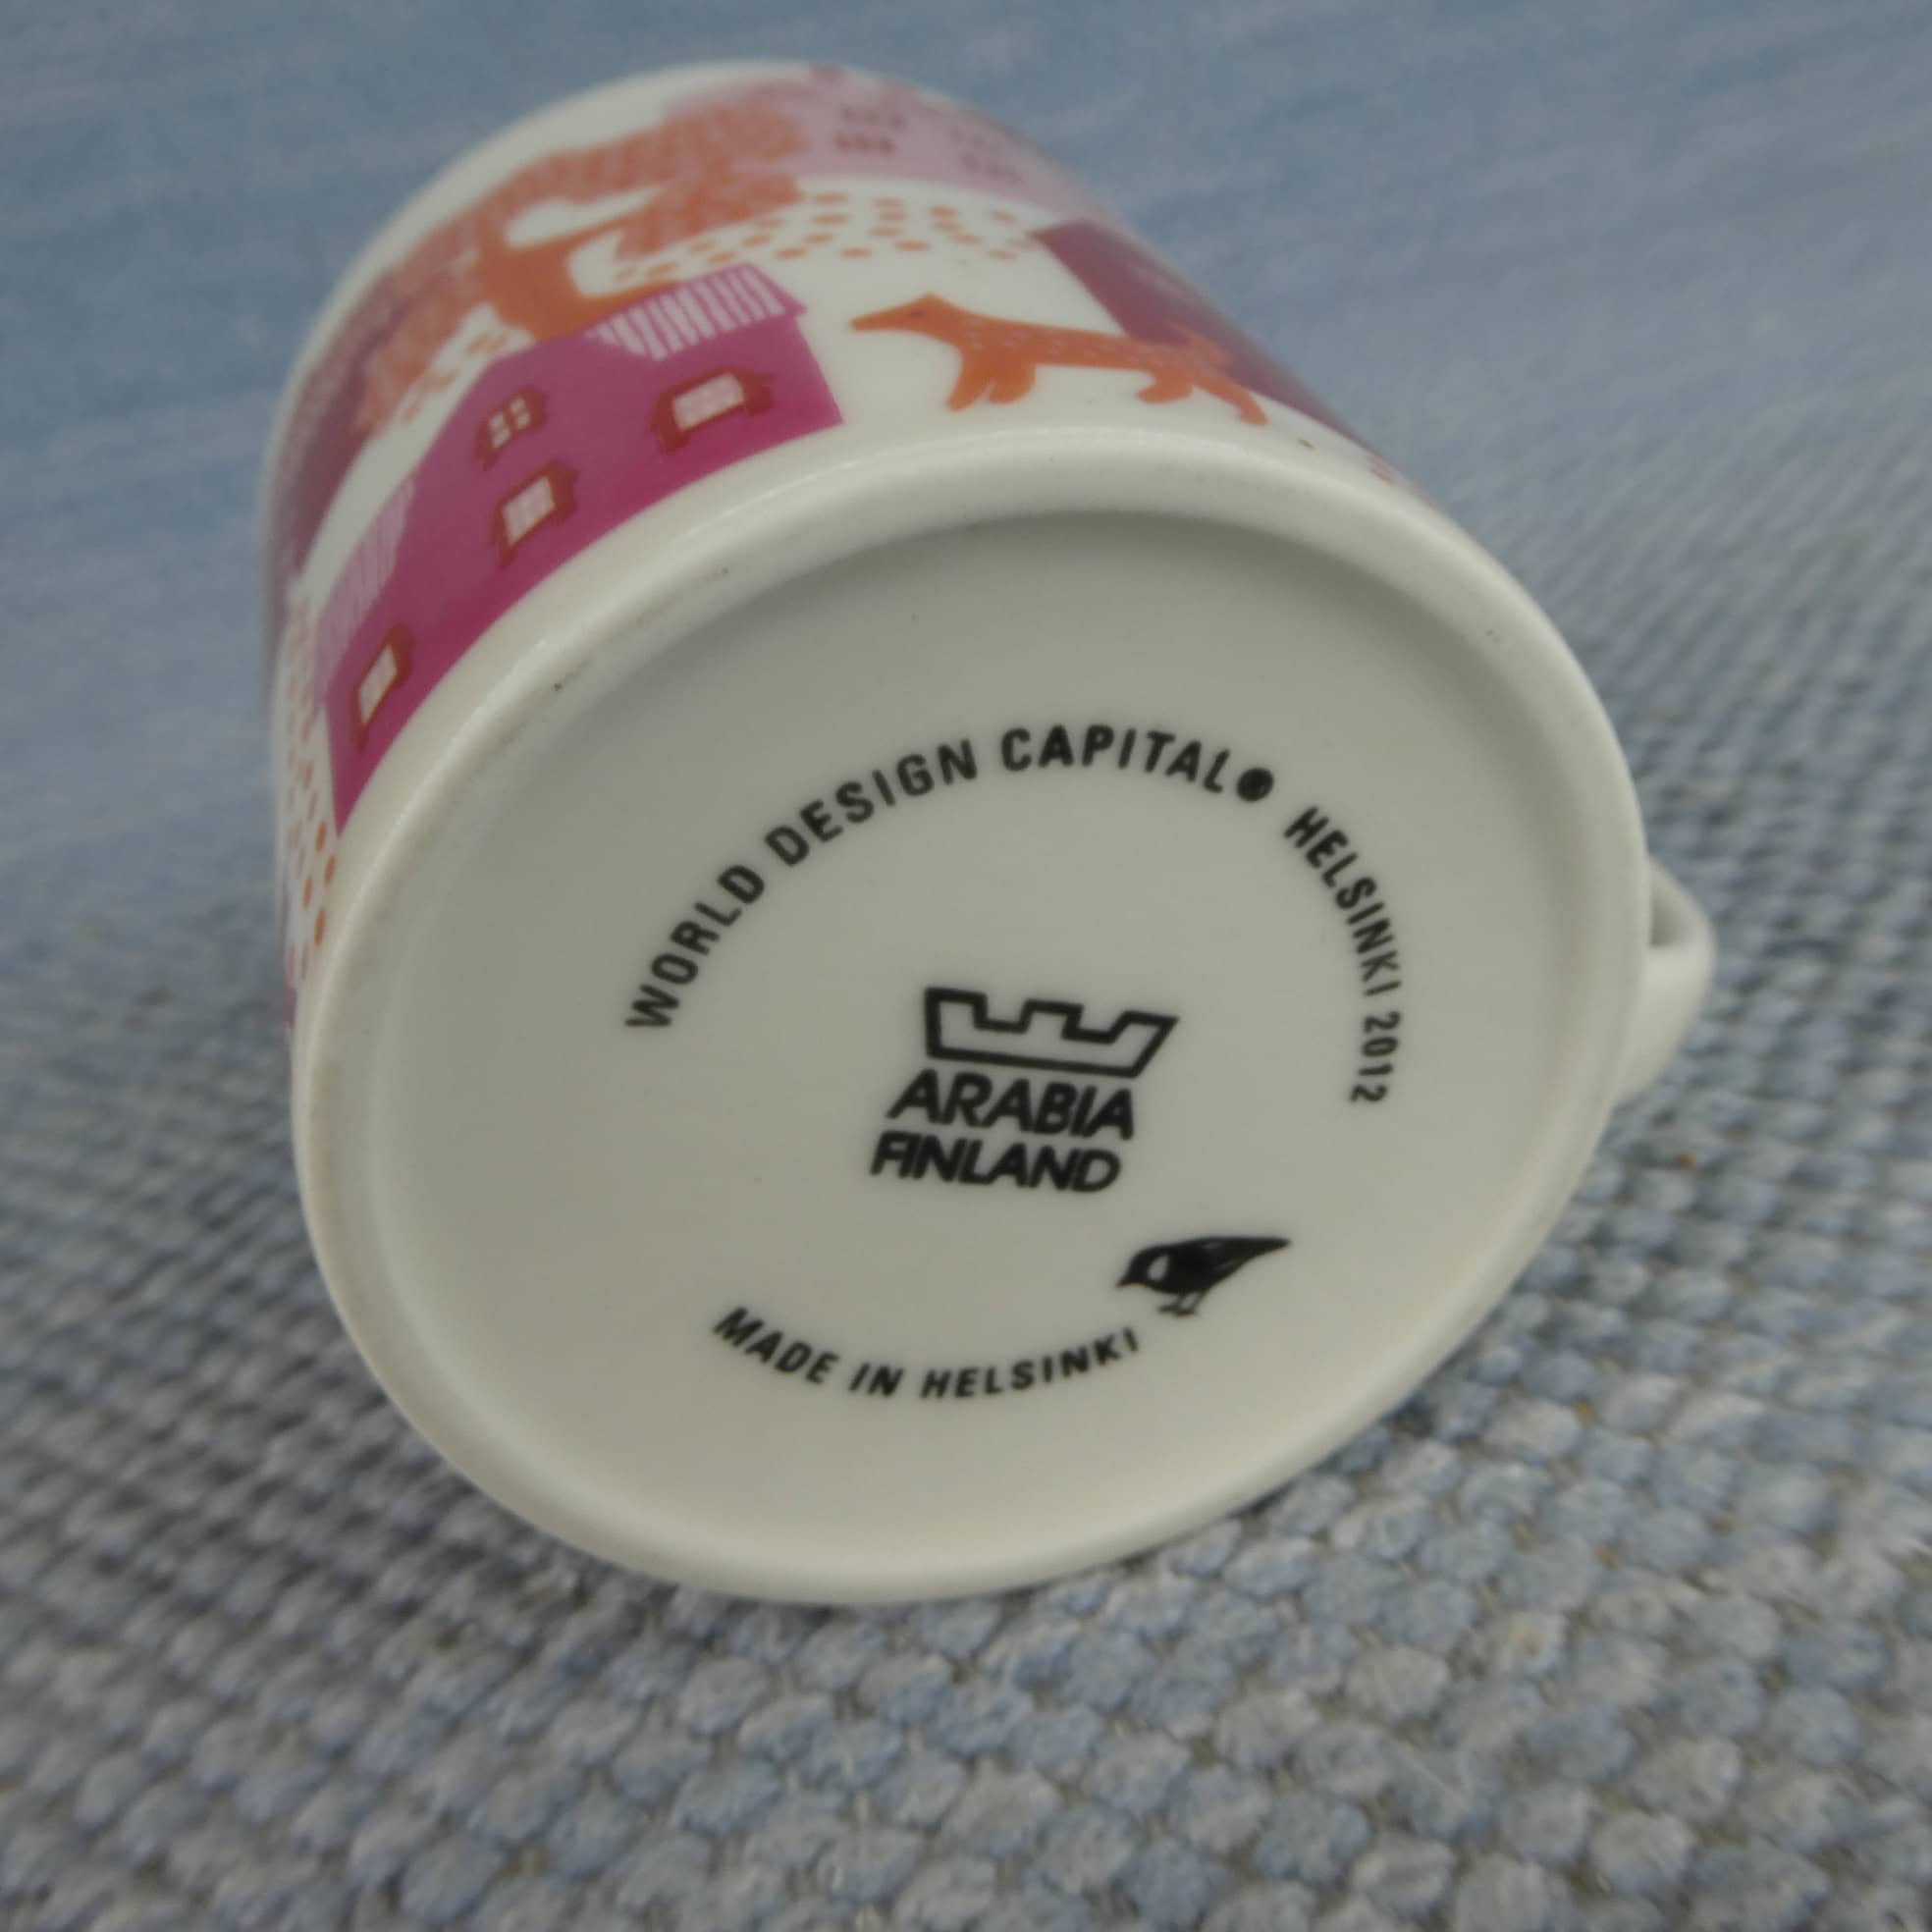 WORLD DESIGN CAPITAL● HELSINKI 2012
ARABIA
FINLAND
MADE IN HELSINKI